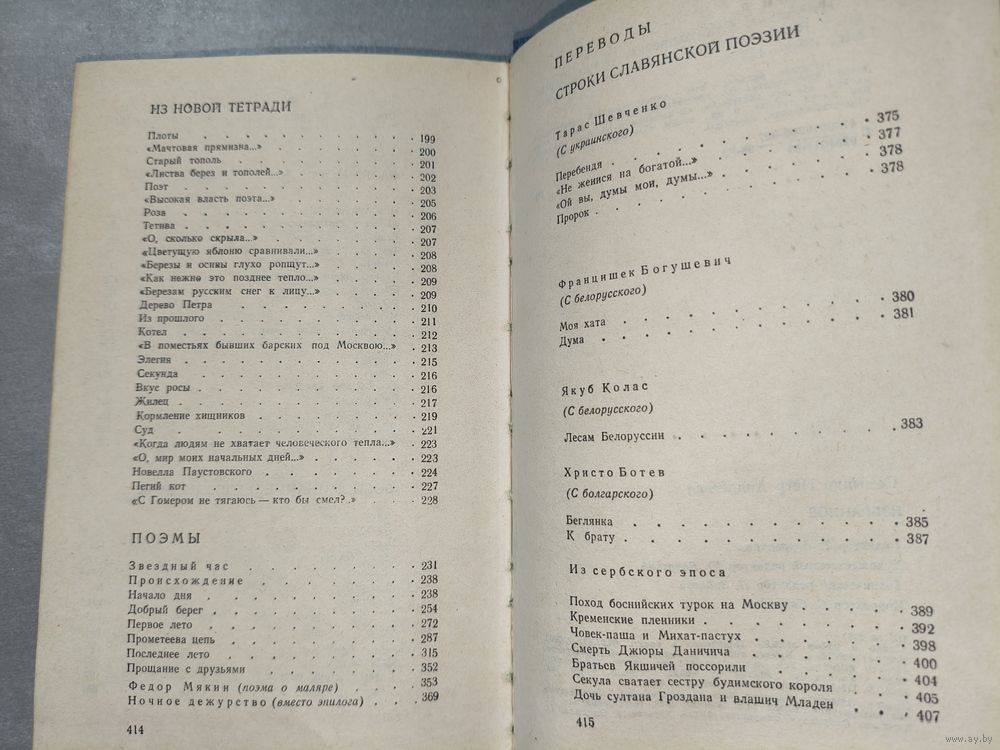 ИЗ НОВОЙ ТЕТРАДИ
Плоты . . . . . . . . . . . . 199
«Мачтовая прямизна...» . . . . . . . . 200
Старый тополь . . . . . . . . . . 201
«Листва берез и тополей...» . . . . . . . 202
Поэт . . . . . . . . . . . . 203
«Высокая власть поэта...» . . . . . . . 205
Роза . . . . . . . . . . . . 206
Тетива . . . . . . . . . . . . 207
«О, сколько скрыла...» . . . . . . . . 207
«Цветущую яблоню сравнивали...» . . . . . 208
«Березы и осины глухо ропщут...» . . . . . 208
«Как нежно это позднее тепло...» . . . . . 209
«Березам русским снег к лицу...» . . . . . 209
Дерево Петра . . . . . . . . . . 210
Из прошлого . . . . . . . . . . 211
Котел . . . . . . . . . . . . 212
«В поместьях бывших барских под Москвою...» . 213
Элегия . . . . . . . . . . . . 215
Секунда . . . . . . . . . . . 216
Вкус росы . . . . . . . . . . . 216
Жилец . . . . . . . . . . . . 217
Кормление хищников . . . . . . . . 219
Суд . . . . . . . . . . . . 221
«Когда людям не хватает человеческого тепла...» . 223
«О, мир моих начальных дней...» . . . . . 223
Новелла Паустовского . . . . . . . . 224
Пегий кот . . . . . . . . . . . 227
«С Гомером не тягаюсь — кто бы смел?.» . . . 228
ПОЭМЫ
Звездный час . . . . . . . . . 231
Происхождение . . . . . . . . . 238
Начало дня . . . . . . . . . . 238
Добрый берег . . . . . . . . . . 254
Первое лето . . . . . . . . . . 272
Прометеева цепь . . . . . . . . . 287
Последнее лето . . . . . . . . . 315
Прощание с друзьями . . . . . . . . 352
Федор Мякин (поэма о маляре) . . . . 353
Ночное дежурство (вместо эпилога) . . . 369
414
ПЕРЕВОДЫ
СТРОКИ СЛАВЯНСКОЙ ПОЭЗИИ
Тарас Шевченко
(С украинского)
Перебендя . . . . . . . . . . . 375
«Не женися на богатой...» . . . . . . . 377
«Ой вы, думы мои, думы...» . . . . . . 378
Пророк . . . . . . . . . . . . 378
Францишек Богушевич
(С белорусского)
Моя хата . . . . . . . . . . . 380
Дума . . . . . . . . . . . . 381
Якуб Колас
(С белорусского)
Лесам Белоруссии . . . . . . . . . 383
Христо Ботев
(С болгарского)
Беглянка . . . . . . . . . . . 385
К брату . . . . . . . . . . . 387
Из сербского эпоса
Поход боснийских турок на Москву . . . . . 389
Кременские пленники . . . . . . . . 392
Човек-паша и Михат-пастух . . . . . . 398
Смерть Джюры Даничича . . . . . . . 400
Братьев Якшичей поссорили . . . . . . 404
Секула сватает сестру будимского короля . . . 405
Дочь султана Гроздана и влашич Младен . . . 407
415
www.ay.by